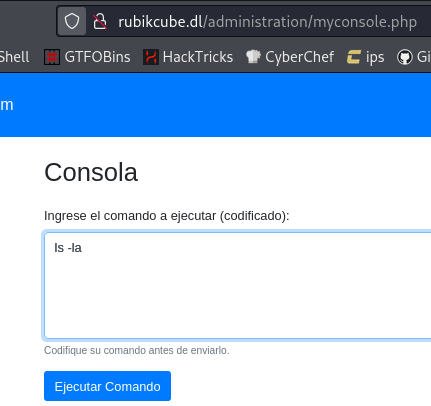 rubikcube.dl/administration/myconsole.php
Shell GTFOBins HackTricks CyberChef ips Gi
m
Consola
Ingrese el comando a ejecutar (codificado):
ls -la
Codifique su comando antes de enviarlo.
Ejecutar Comando